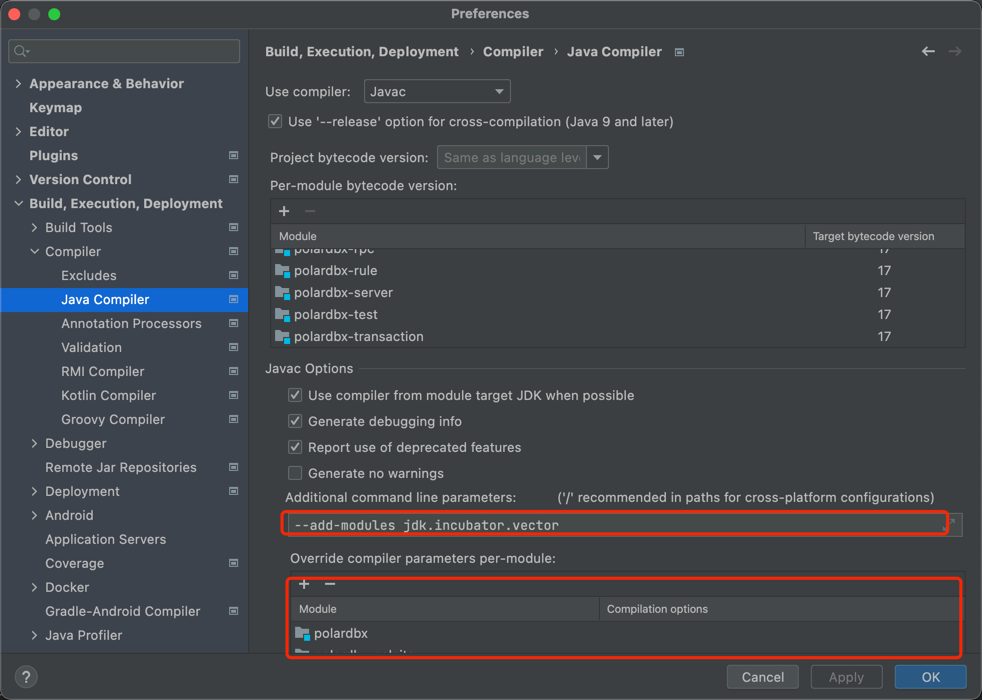 Preferences
Appearance & Behavior
Keymap
Editor
Plugins
Version Control
Build, Execution, Deployment
Build Tools
Compiler
Excludes
Java Compiler
Annotation Processors
Validation
RMI Compiler
Kotlin Compiler
Groovy Compiler
Debugger
Remote Jar Repositories
Deployment
Android
Application Servers
Coverage
Docker
Gradle-Android Compiler
Java Profiler
?
Build, Execution, Deployment › Compiler › Java Compiler
Use compiler: Javac
Use '--release' option for cross-compilation (Java 9 and later)
Project bytecode version: Same as language lev
Per-module bytecode version:
Module Target bytecode version
polardbx-rpc 17
polardbx-rule 17
polardbx-server 17
polardbx-test 17
polardbx-transaction 17
Javac Options
Use compiler from module target JDK when possible
Generate debugging info
Report use of deprecated features
Generate no warnings
Additional command line parameters: ('/' recommended in paths for cross-platform configurations)
--add-modules jdk.incubator.vector
Override compiler parameters per-module:
Module Compilation options
polardbx
Cancel Apply OK